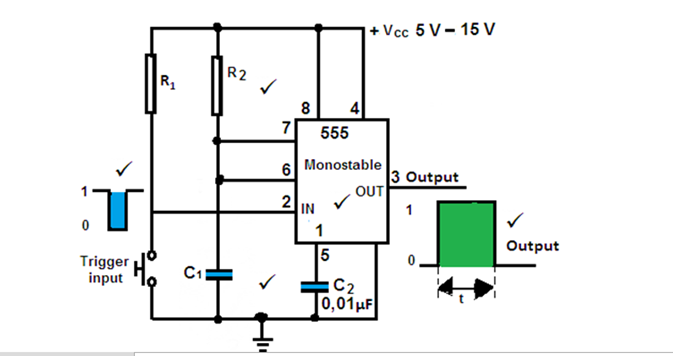 + Vcc 5 V – 15 V
R1
R2
8
4
7
555
6
Monostable
3 Output
OUT
1
2
IN
1
0
1
Output
5
0
Trigger
input
C1
C2
0,01µF
t